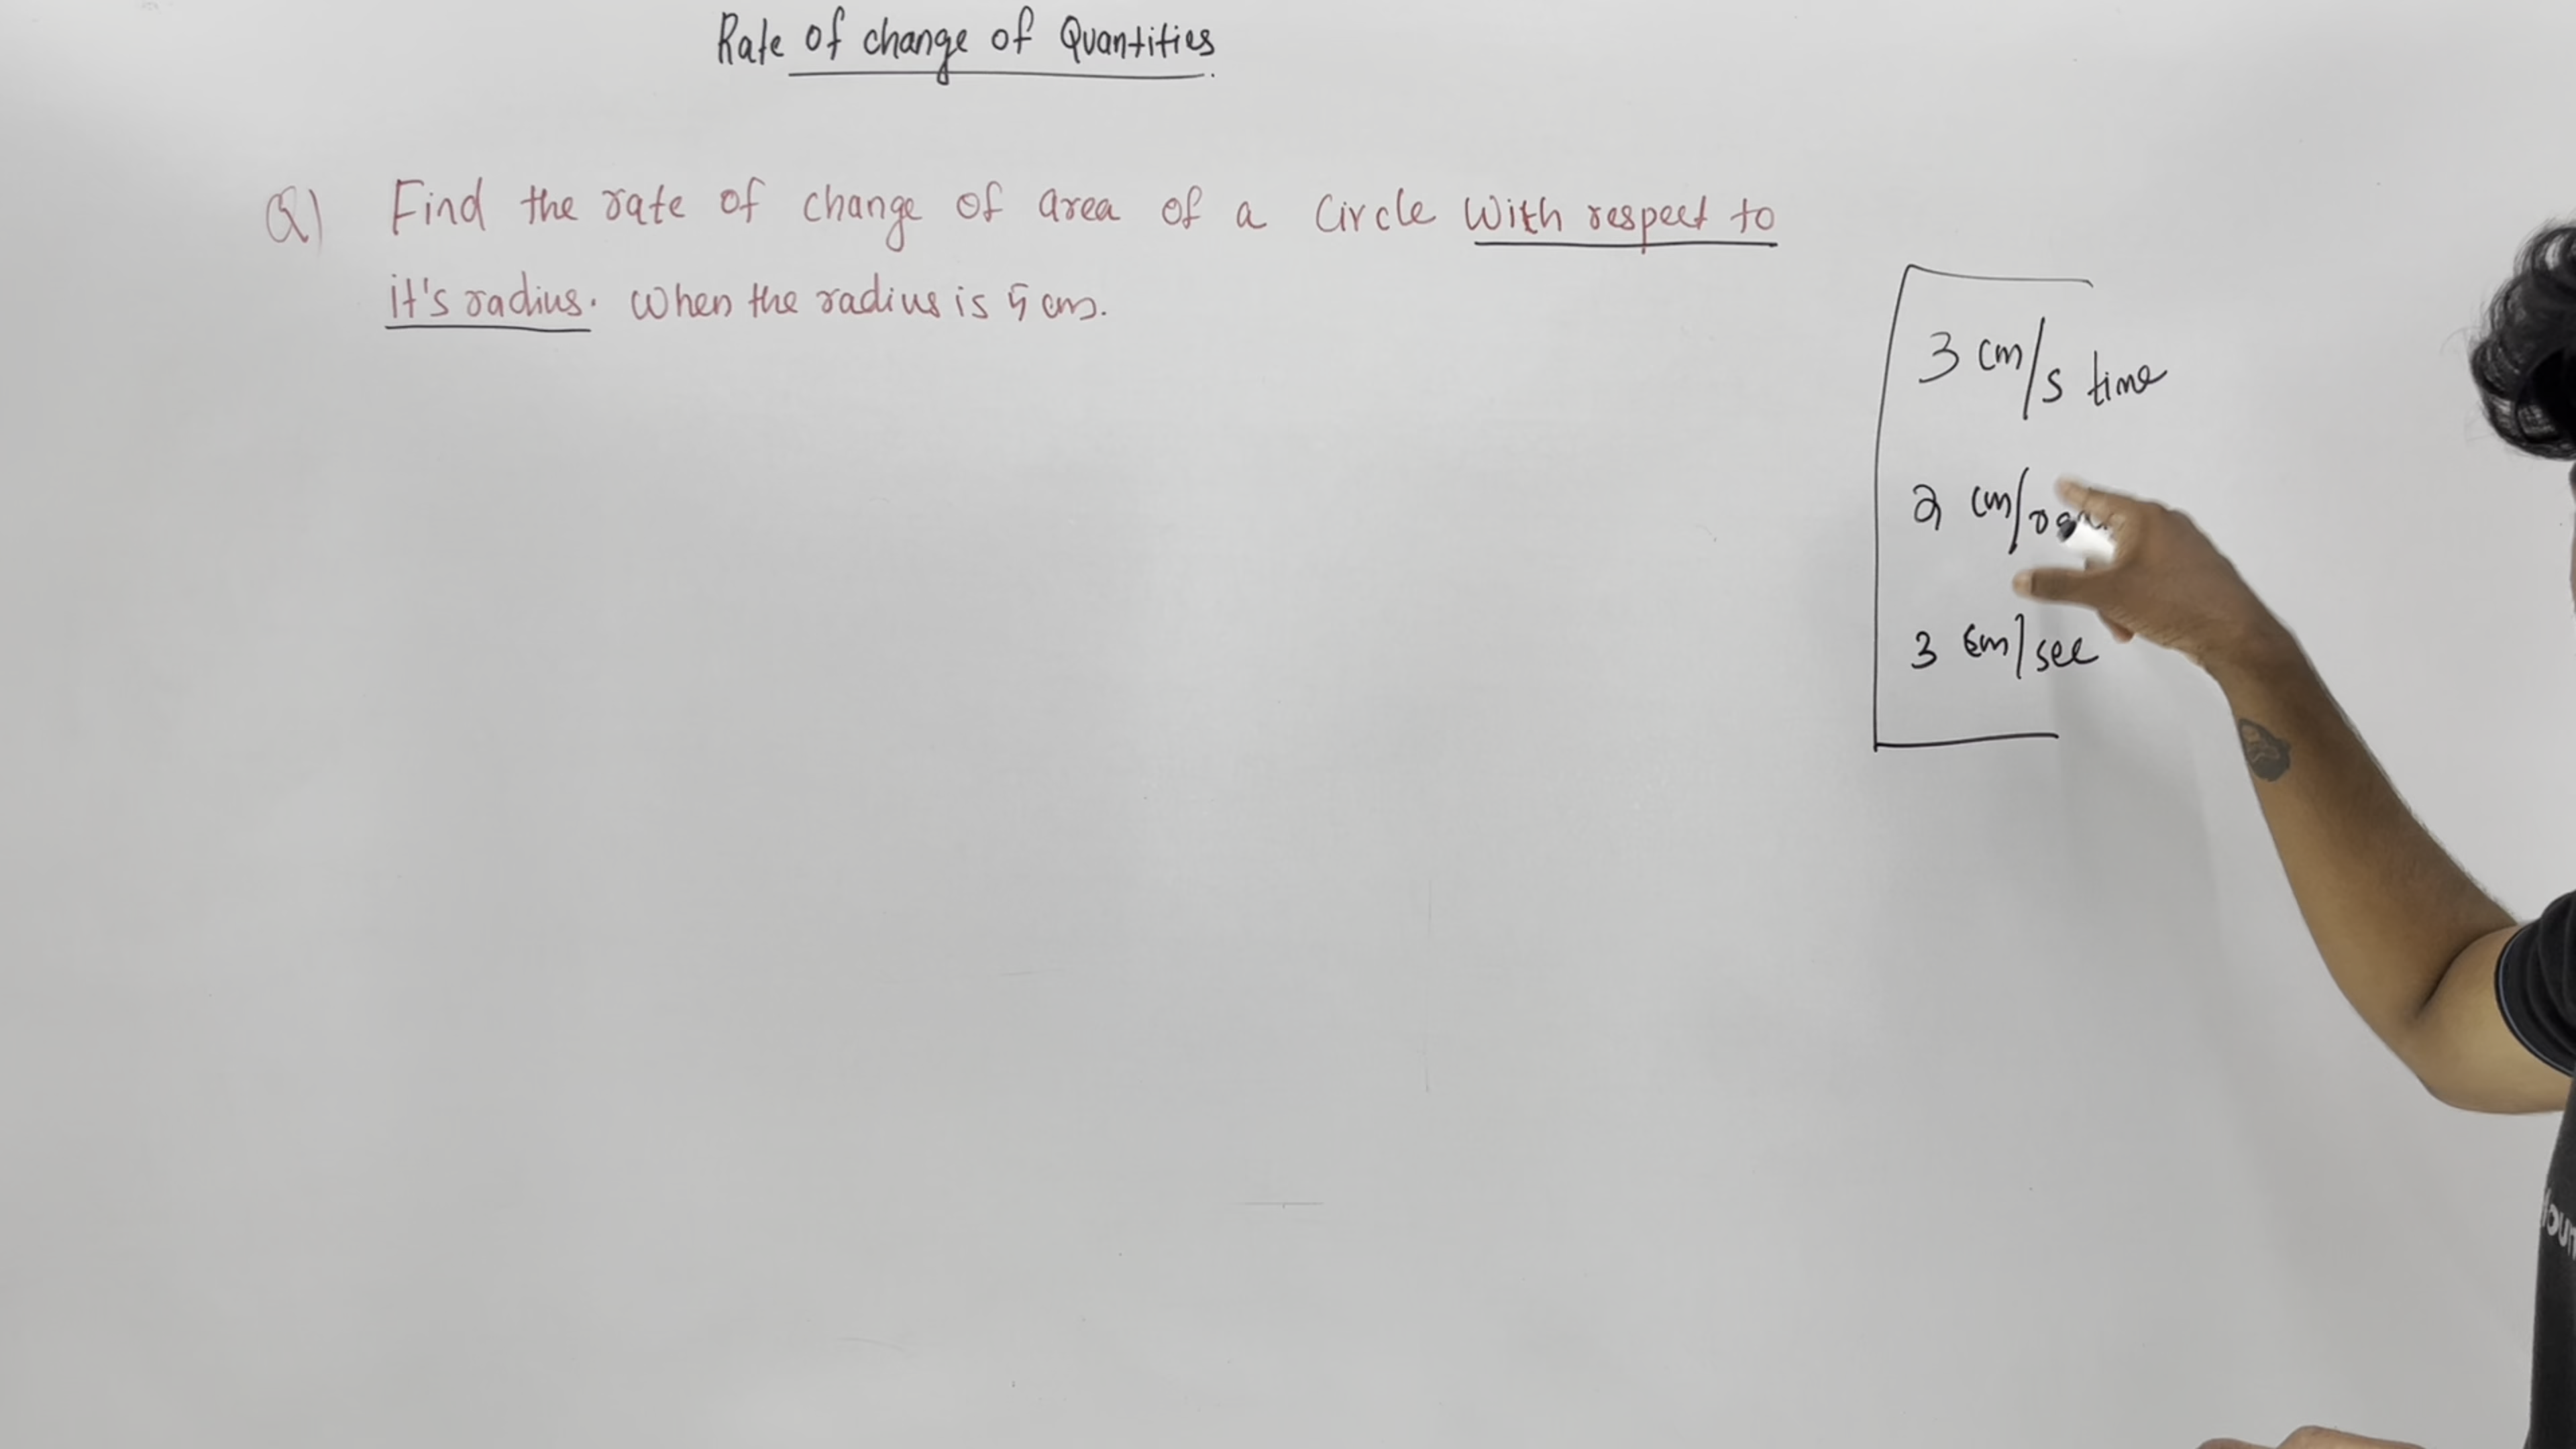 Rate of change of Quantities.
Q) Find the rate of change of area of a Circle With respect to
it's radius. When the radius is 5 cm.
3 cm/s time
2 cm/
3 cm/sec